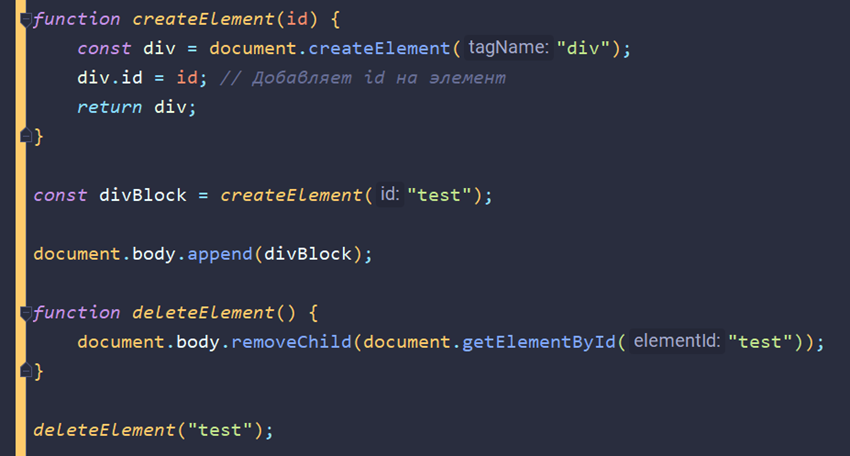 function createElement(id) {
const div = document.createElement( tagName: "div");
div.id = id; // Добавляет id на элемент
return div;
}
const divBlock = createElement( id: "test");
document.body.append(divBlock);
function deleteElement() {
document.body.removeChild(document.getElementById( elementId: "test"));
}
deleteElement("test");